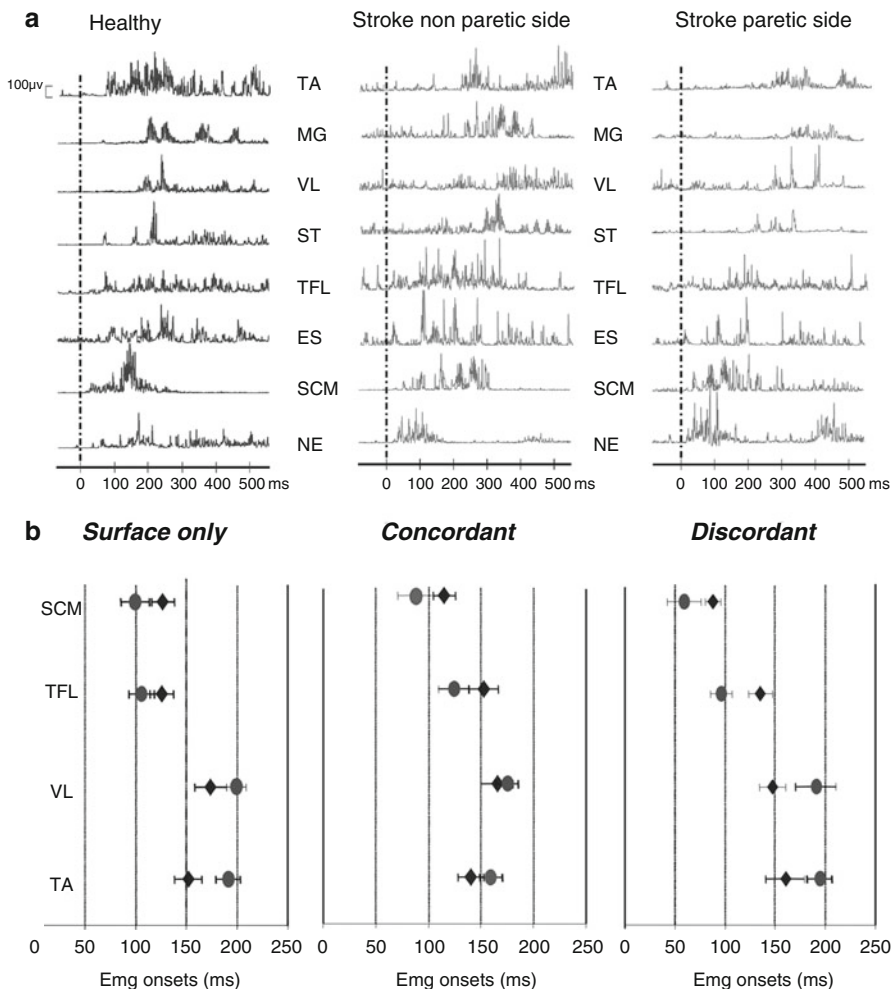 a
Healthy
Stroke non paretic side
Stroke paretic side
100μv
TA
TA
MG
MG
VL
VL
ST
ST
TFL
TFL
ES
ES
SCM
SCM
NE
NE
0 100 200 300 400 500 ms
0 100 200 300 400 500 ms
0 100 200 300 400 500 ms
b
Surface only
Concordant
Discordant
SCM
TFL
VL
TA
0 50 100 150 200 250
0 50 100 150 200 250
0 50 100 150 200 250
Emg onsets (ms)
Emg onsets (ms)
Emg onsets (ms)